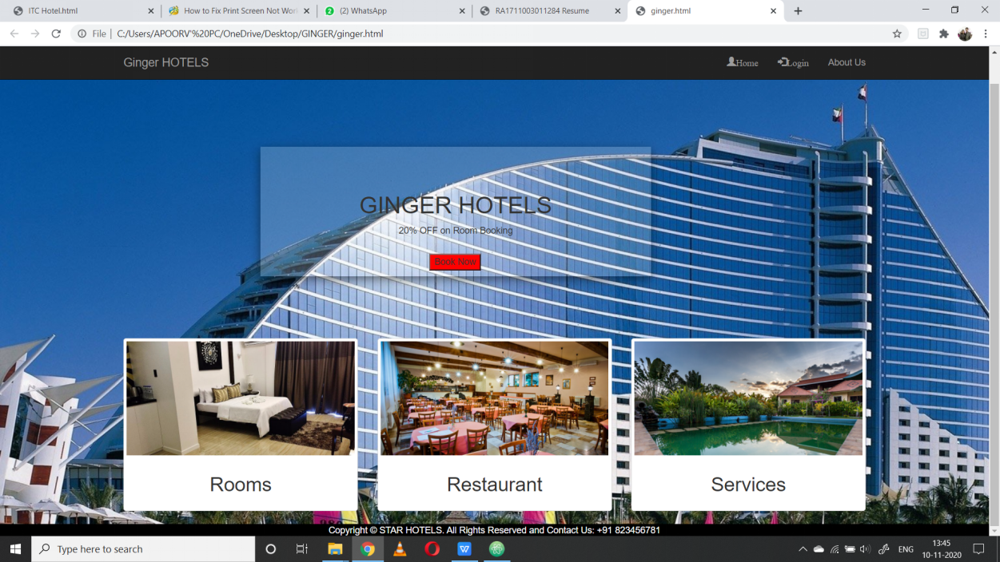 ITC Hotel.html
How to Fix Print Screen Not Wor
2 (2) WhatsApp
RA1711003011284 Resume
ginger.html
File | C:/Users/APOORV'%20PC/OneDrive/Desktop/GINGER/ginger.html
Ginger HOTELS
Home
Login
About Us
GINGER HOTELS
20% OFF on Room Booking
Book Now
Rooms
Restaurant
Services
Copyright © STAR HOTELS. All Rights Reserved and Contact Us: +91 823456781
Type here to search
W
ENG
13:45
10-11-2020